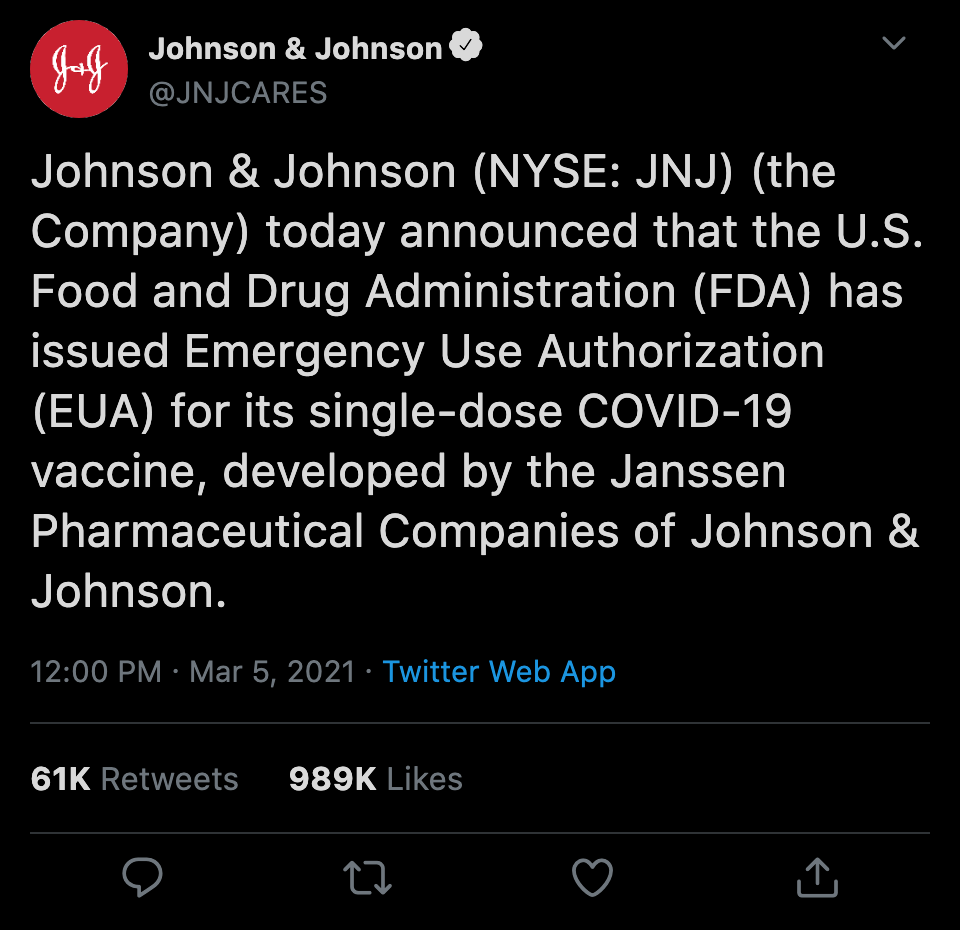 J&J
Johnson & Johnson
@JNJCARES
Johnson & Johnson (NYSE: JNJ) (the
Company) today announced that the U.S.
Food and Drug Administration (FDA) has
issued Emergency Use Authorization
(EUA) for its single-dose COVID-19
vaccine, developed by the Janssen
Pharmaceutical Companies of Johnson &
Johnson.
12:00 PM · Mar 5, 2021 · Twitter Web App
61K Retweets 989K Likes